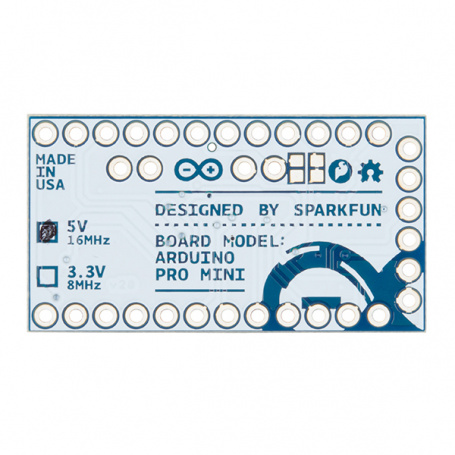 MADE
IN
USA
5V
16MHz
3.3V
8MHz
DESIGNED BY SPARKFUN
BOARD MODEL:
ARDUINO
PRO MINI